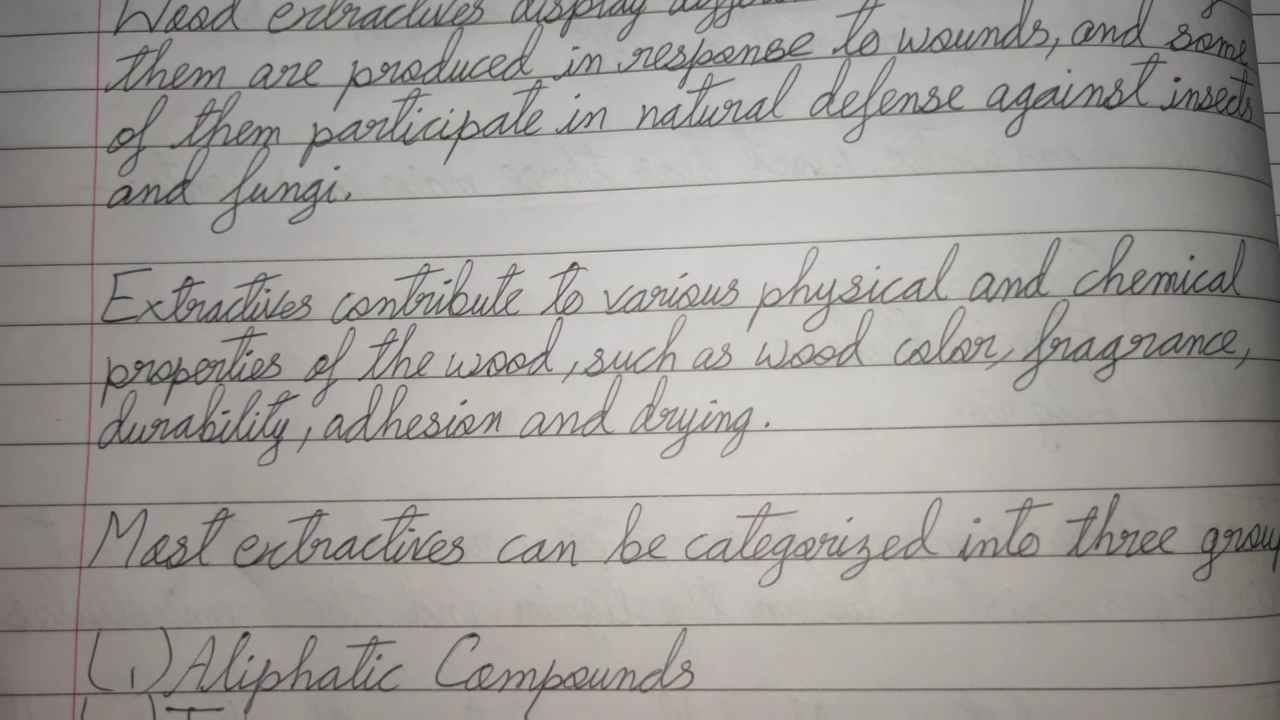 Wood extractives display
them are produced in response to wounds, and some
of them participate in natural defense against insects
and fungi.
Extractives contribute to various physical and chemical
properties of the wood, such as wood color, fragrance,
durability, adhesion and drying.
Most extractives can be categorized into three grou
(1) Aliphatic Compounds